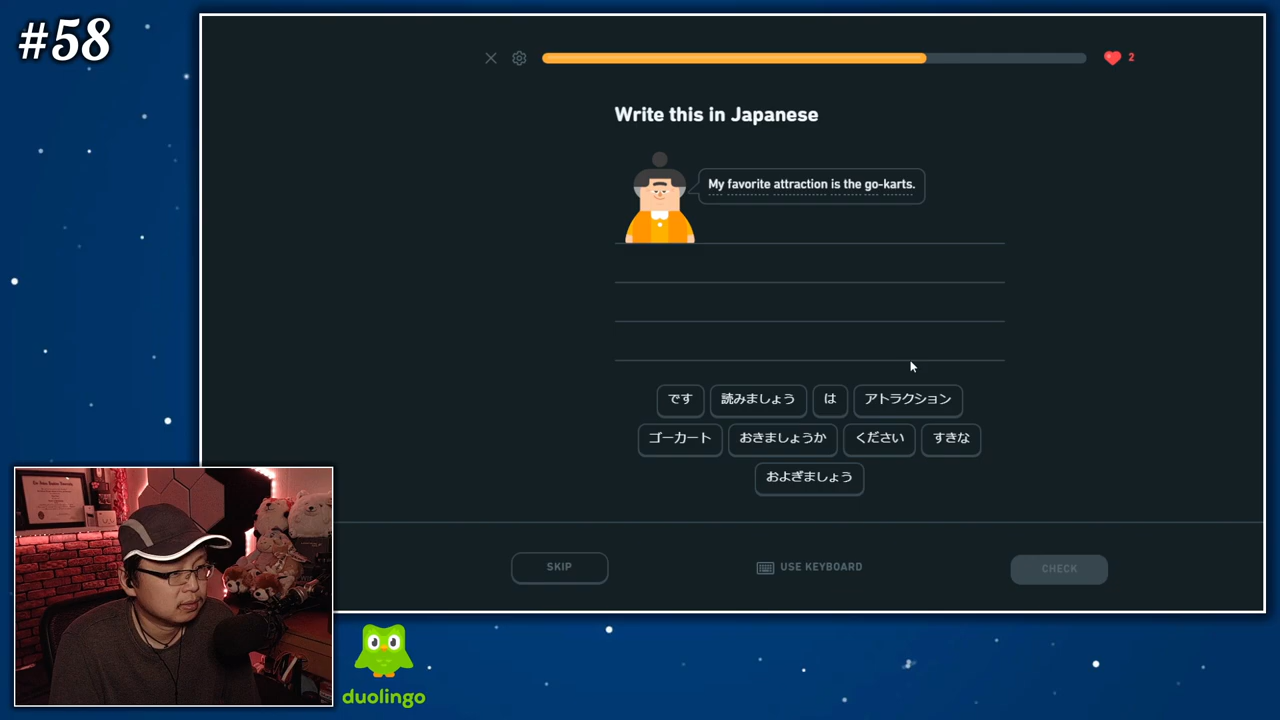 #58
2
Write this in Japanese
My favorite attraction is the go-karts.
です 読みましょう は アトラクション
ゴーカート おきましょうか ください すきな
およぎましょう
SKIP
USE KEYBOARD
CHECK
duolingo